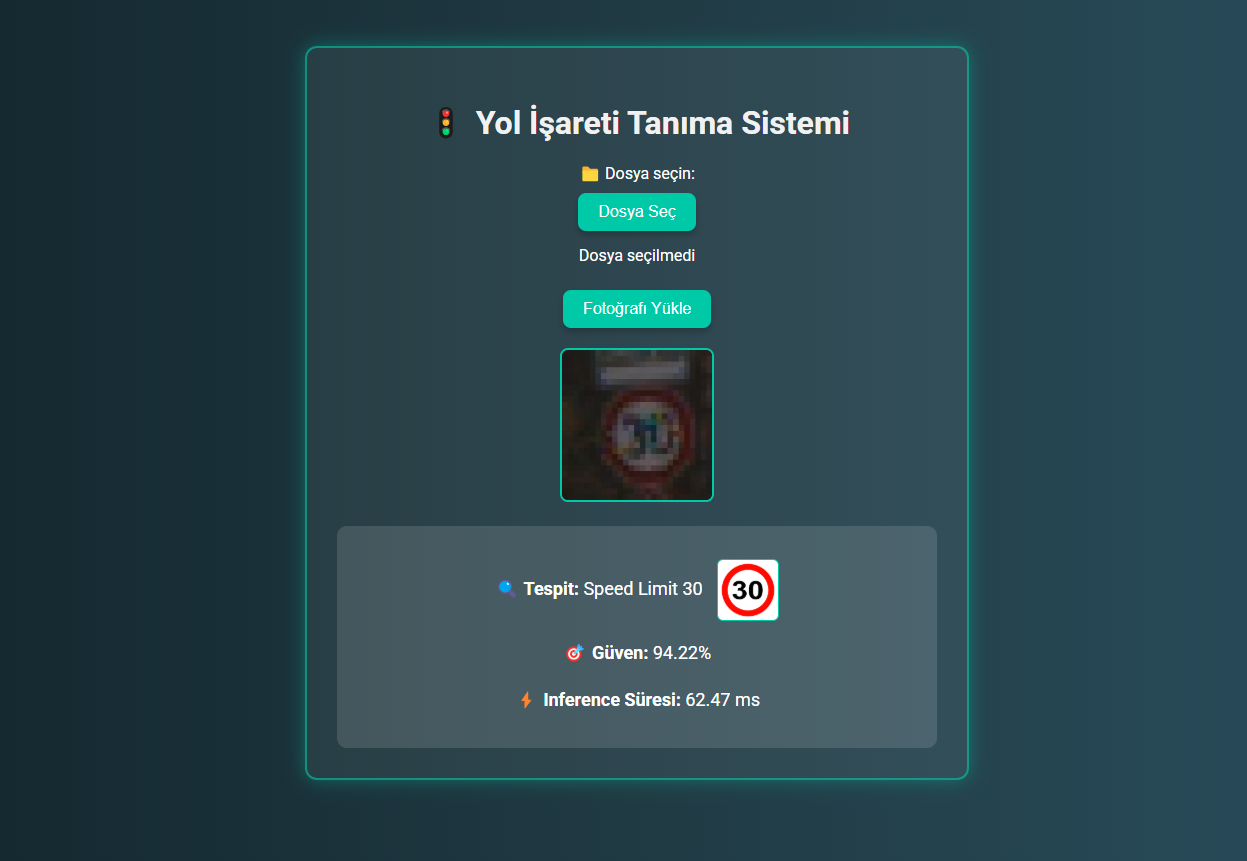 Yol İşareti Tanıma Sistemi
Dosya seçin:
Dosya Seç
Dosya seçilmedi
Fotoğrafı Yükle
Tespit: Speed Limit 30
30
Güven: 94.22%
Inference Süresi: 62.47 ms